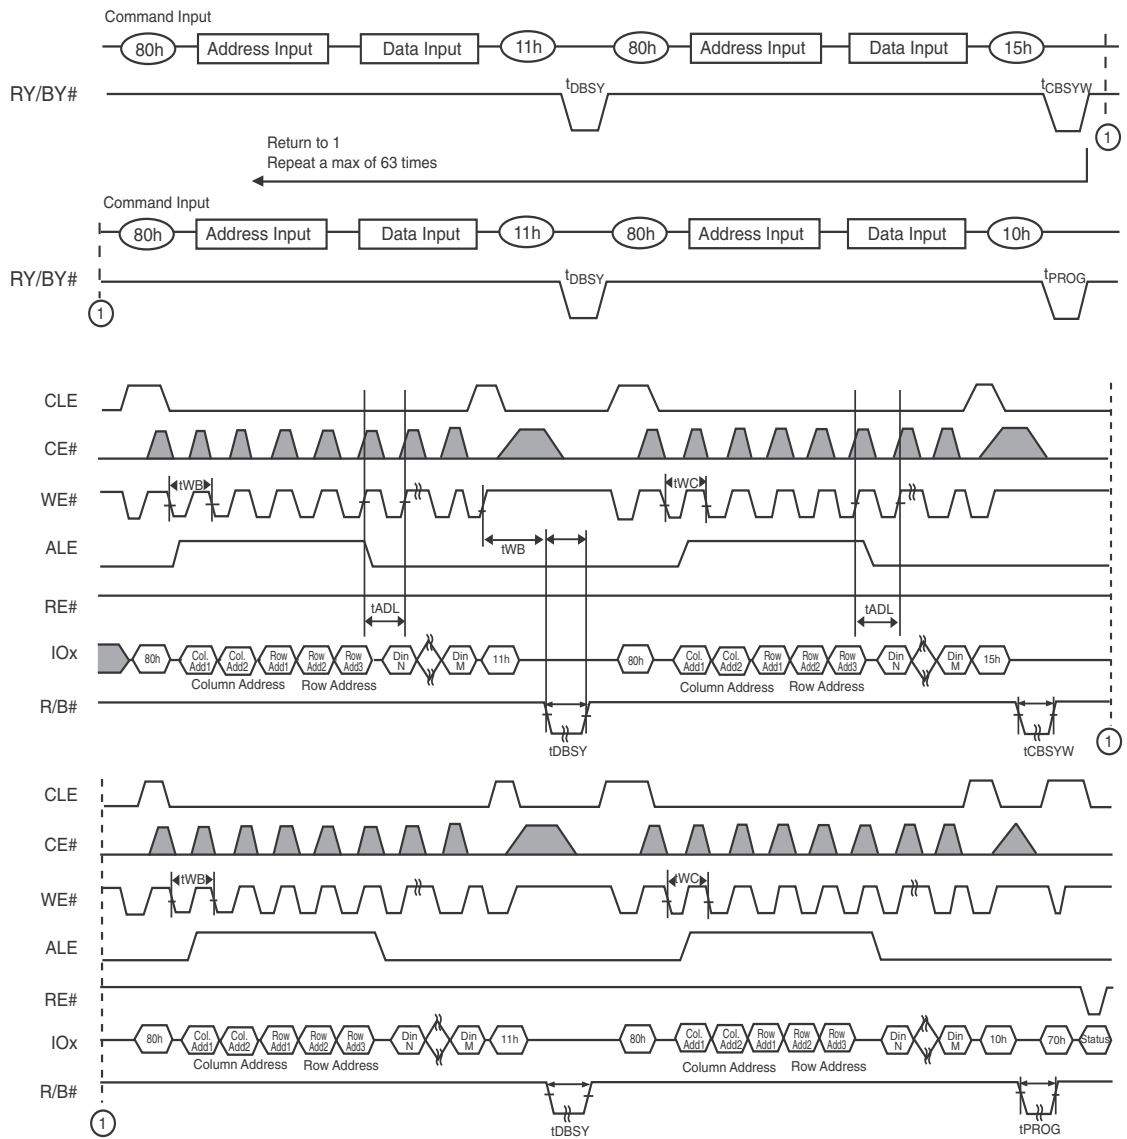 Command Input
80h Address Input Data Input 11h 80h Address Input Data Input 15h
RY/BY# tDBSY tCBSYW
1
Return to 1
Repeat a max of 63 times
Command Input
80h Address Input Data Input 11h 80h Address Input Data Input 10h
RY/BY# tDBSY tPROG
1
CLE
CE#
WE# tWB tWC
ALE tWB
RE#
tADL tADL
IOx 80h Col. Add1 Col. Add2 Row Add1 Row Add2 Row Add3 Din N Din M 11h 80h Col. Add1 Col. Add2 Row Add1 Row Add2 Row Add3 Din N Din M 15h
Column Address Row Address Column Address Row Address
R/B#
tDBSY tCBSYW
1
CLE
CE#
WE# tWB tWC
ALE
RE#
IOx 80h Col. Add1 Col. Add2 Row Add1 Row Add2 Row Add3 Din N Din M 11h 80h Col. Add1 Col. Add2 Row Add1 Row Add2 Row Add3 Din N Din M 10h 70h Status
Column Address Row Address Column Address Row Address
R/B#
1
tDBSY tPROG